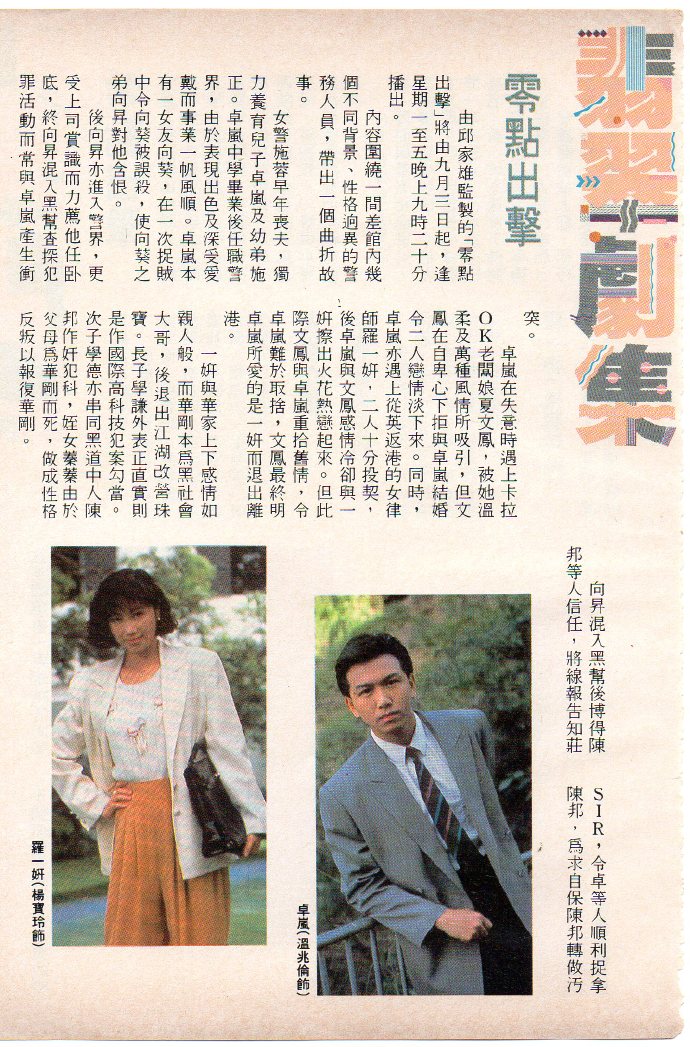 翡翠劇集
零點出擊
由邱家雄監製的「零點
出擊」將由九月三日起，逢
星期一至五晚上九時二十分
播出。
內容圍繞一間差館內幾
個不同背景、性格逈異的警
務人員，帶出一個曲折故
事。
女警施蓉早年喪夫，獨
力養育兒子卓嵐及幼弟施
正。卓嵐中學畢業後任職警
界，由於表現出色及深受愛
戴而事業一帆風順。卓嵐本
有一女友向葵，在一次捉賊
中令向葵被誤殺，使向葵之
弟向昇對他含恨。
後向昇亦進入警界，更
受上司賞識而力薦他任卧
底，終向昇混入黑幫查探犯
罪活動而常與卓嵐產生衝
突。
卓嵐在失意時遇上卡拉
OK老闆娘夏文鳳，被她溫
柔及萬種風情所吸引，但文
鳳在自卑心下拒與卓嵐結婚
令二人戀情淡下來。同時，
卓嵐亦遇上從英返港的女律
師羅一妍，二人十分投契，
後卓嵐與文鳳感情冷卻與一
妍擦出火花熱戀起來。但此
際文鳳與卓嵐重拾舊情，令
卓嵐難於取捨，文鳳最終明
卓嵐所愛的是一妍而退出離
港。
一妍與華家上下感情如
親人般，而華剛本爲黑社會
大哥，後退出江湖改營珠
寶。長子學謙外表正直實則
是作國際高科技犯案勾當。
次子學德亦串同黑道中人陳
邦作奸犯科，姪女蓁蓁由於
父母爲華剛而死，做成性格
反叛以報復華剛。
向昇混入黑幫後博得陳
邦等人信任，將線報告知莊
SIR，令卓等人順利捉拿
陳邦，爲求自保陳邦轉做污
羅一妍（楊寶玲飾）
卓嵐（溫兆倫飾）